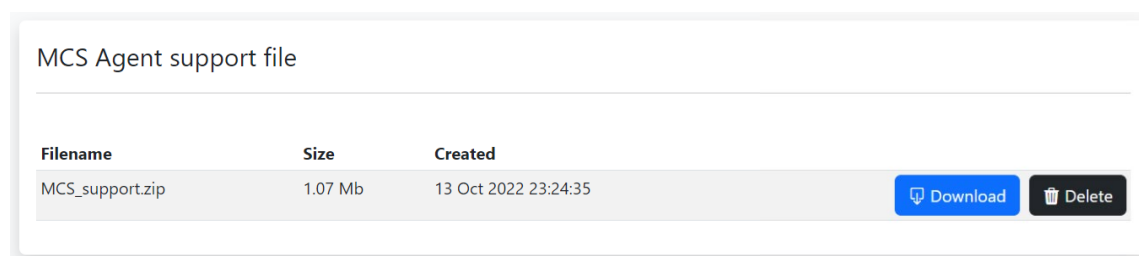 MCS Agent support file
Filename Size Created
MCS_support.zip 1.07 Mb 13 Oct 2022 23:24:35 Download Delete